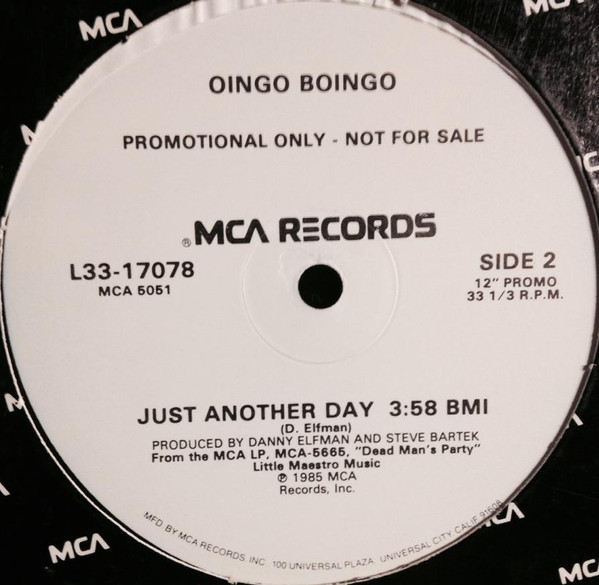 MCA
MCA
OINGO BOINGO
PROMOTIONAL ONLY - NOT FOR SALE
® MCA RECORDS
L33-17078
MCA 5051
SIDE 2
12" PROMO
33 1/3 R.P.M.
JUST ANOTHER DAY 3:58 BMI
(D. Elfman)
PRODUCED BY DANNY ELFMAN AND STEVE BARTEK
From the MCA LP, MCA-5665, "Dead Man's Party"
Little Maestro Music
℗ 1985 MCA
Records, Inc.
MFD. BY MCA RECORDS, INC., 100 UNIVERSAL PLAZA, UNIVERSAL CITY, CALIF. 91608
MCA
MCA